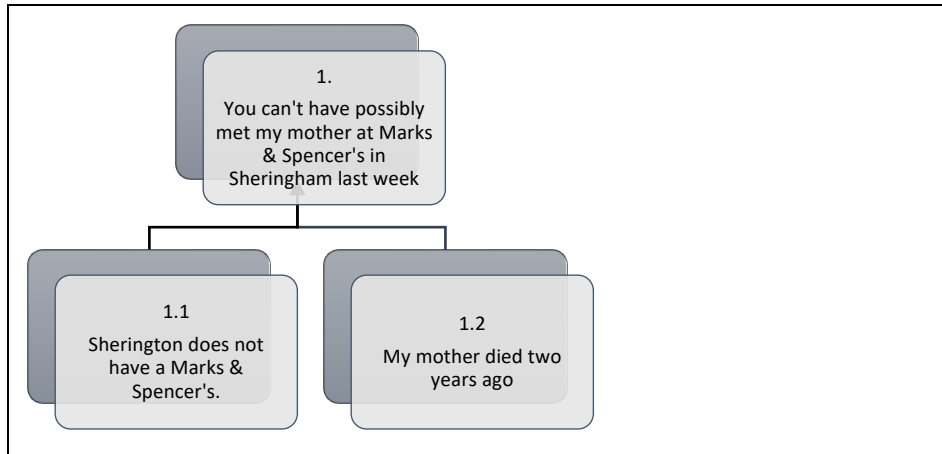 1.
You can't have possibly
met my mother at Marks
& Spencer's in
Sheringham last week
1.1
Sherington does not
have a Marks &
Spencer's.
1.2
My mother died two
years ago